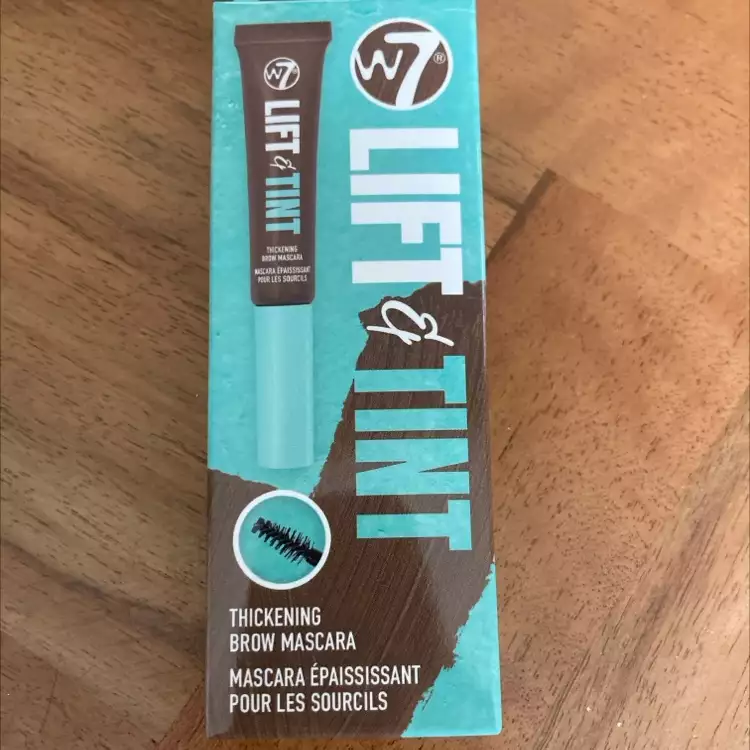 W7
LIFT & TINT
THICKENING
BROW MASCARA
MASCARA ÉPAISSISSANT
POUR LES SOURCILS
W7®
LIFT & TINT
THICKENING
BROW MASCARA
MASCARA ÉPAISSISSANT
POUR LES SOURCILS